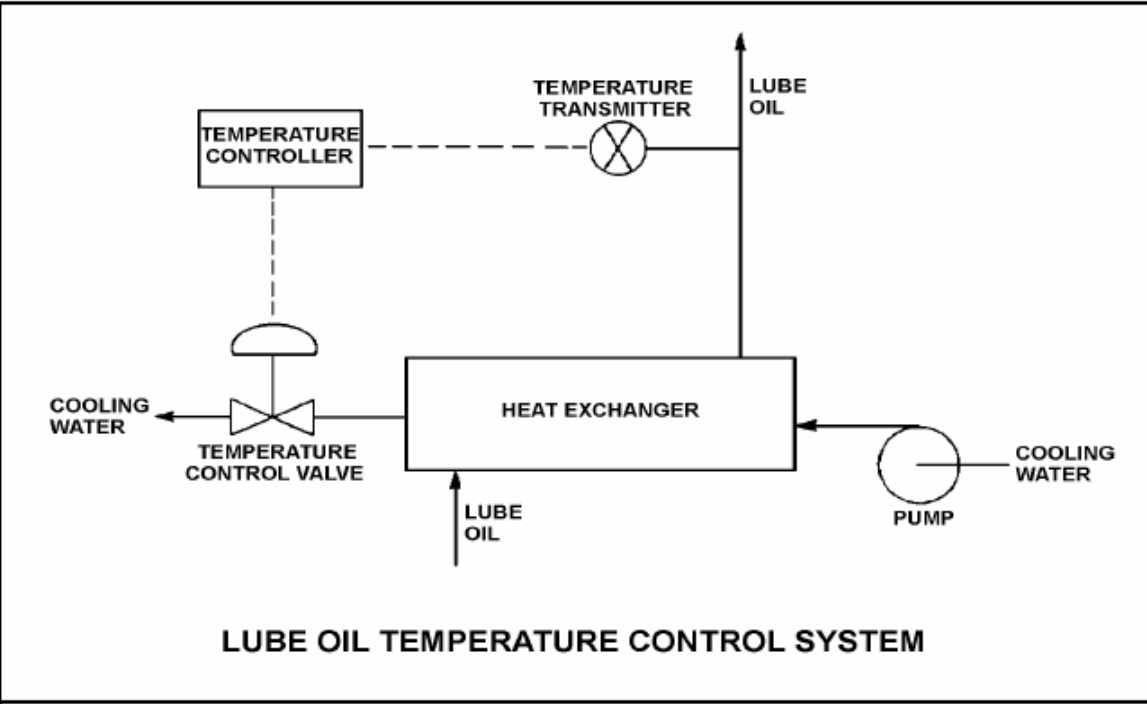 TEMPERATURE
TRANSMITTER
LUBE
OIL
TEMPERATURE
CONTROLLER
COOLING
WATER
TEMPERATURE
CONTROL VALVE
HEAT EXCHANGER
COOLING
WATER
PUMP
LUBE
OIL
LUBE OIL TEMPERATURE CONTROL SYSTEM